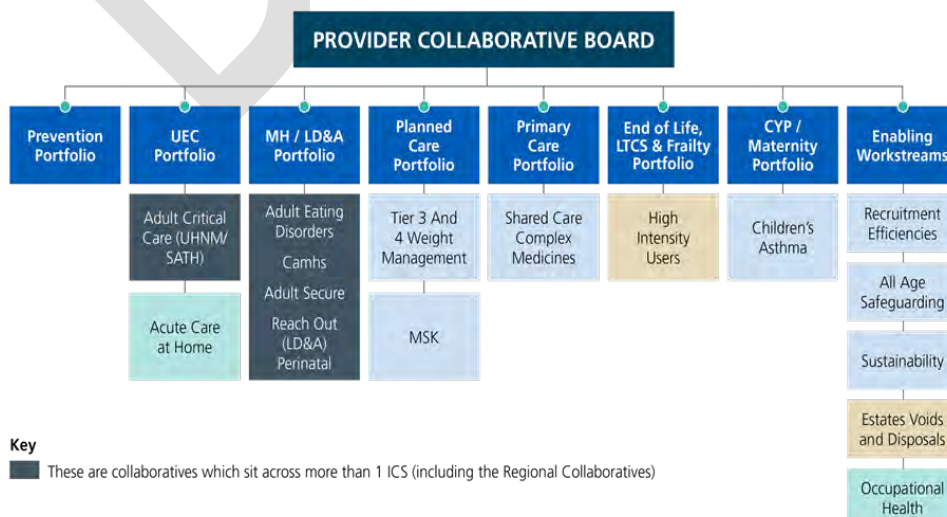 PROVIDER COLLABORATIVE BOARD
Prevention
Portfolio
UEC
Portfolio
MH / LD&A
Portfolio
Planned
Care
Portfolio
Primary
Care
Portfolio
End of Life,
LTCS & Frailty
Portfolio
CYP /
Maternity
Portfolio
Enabling
Workstreams
Adult Critical
Care (UHNM/
SATH)
Acute Care
at Home
Adult Eating
Disorders
Camhs
Adult Secure
Reach Out
(LD&A)
Perinatal
Tier 3 And
4 Weight
Management
MSK
Shared Care
Complex
Medicines
High
Intensity
Users
Children's
Asthma
Recruitment
Efficiencies
All Age
Safeguarding
Sustainability
Estates Voids
and Disposals
Occupational
Health
Key
These are collaboratives which sit across more than 1 ICS (including the Regional Collaboratives)